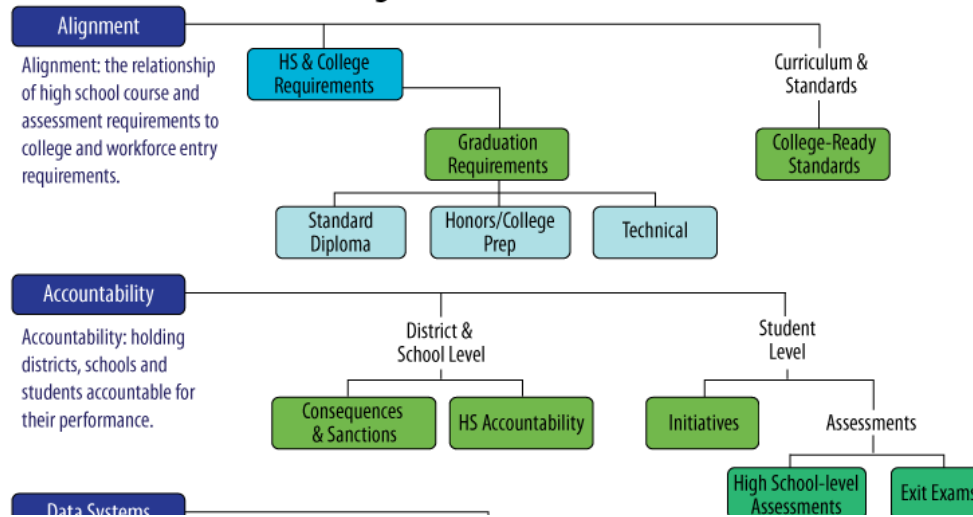 Alignment
Alignment: the relationship
of high school course and
assessment requirements to
college and workforce entry
requirements.
HS & College
Requirements
Curriculum &
Standards
Graduation
Requirements
College-Ready
Standards
Standard
Diploma
Honors/College
Prep
Technical
Accountability
Accountability: holding
districts, schools and
students accountable for
their performance.
District &
School Level
Student
Level
Consequences
& Sanctions
HS Accountability
Initiatives
Assessments
High School-level
Assessments
Exit Exams
Data Systems